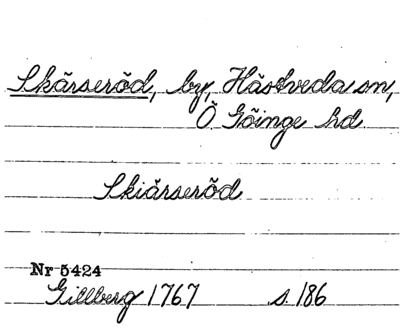 Skärseröd, by, Hästveda sn,
Ö Göinge hd
Skiärseröd
Nr 5424
Gillberg 1767 s. 186